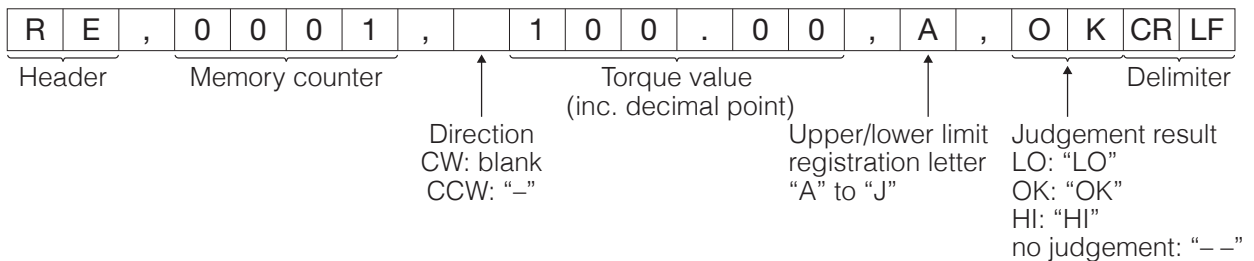 R E , 0 0 0 1 , 1 0 0 . 0 0 , A , O K CR LF
Header Memory counter Torque value Delimiter
(inc. decimal point)
Direction
CW: blank
CCW: “–”
Upper/lower limit
registration letter
“A” to “J”
Judgement result
LO: “LO”
OK: “OK”
HI: “HI”
no judgement: “– –”